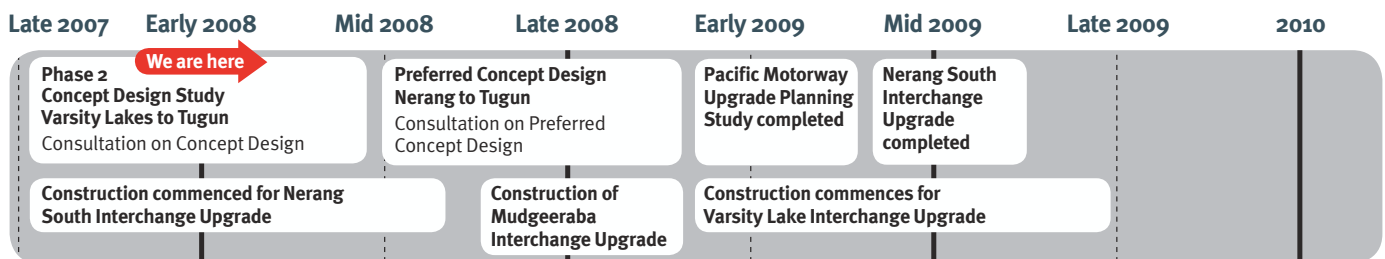 Late 2007 Early 2008 Mid 2008 Late 2008 Early 2009 Mid 2009 Late 2009 2010
We are here
Phase 2
Concept Design Study
Varsity Lakes to Tugun
Consultation on Concept Design
Preferred Concept Design
Nerang to Tugun
Consultation on Preferred
Concept Design
Pacific Motorway
Upgrade Planning
Study completed
Nerang South
Interchange
Upgrade
completed
Construction commenced for Nerang
South Interchange Upgrade
Construction of
Mudgeeraba
Interchange Upgrade
Construction commences for
Varsity Lake Interchange Upgrade